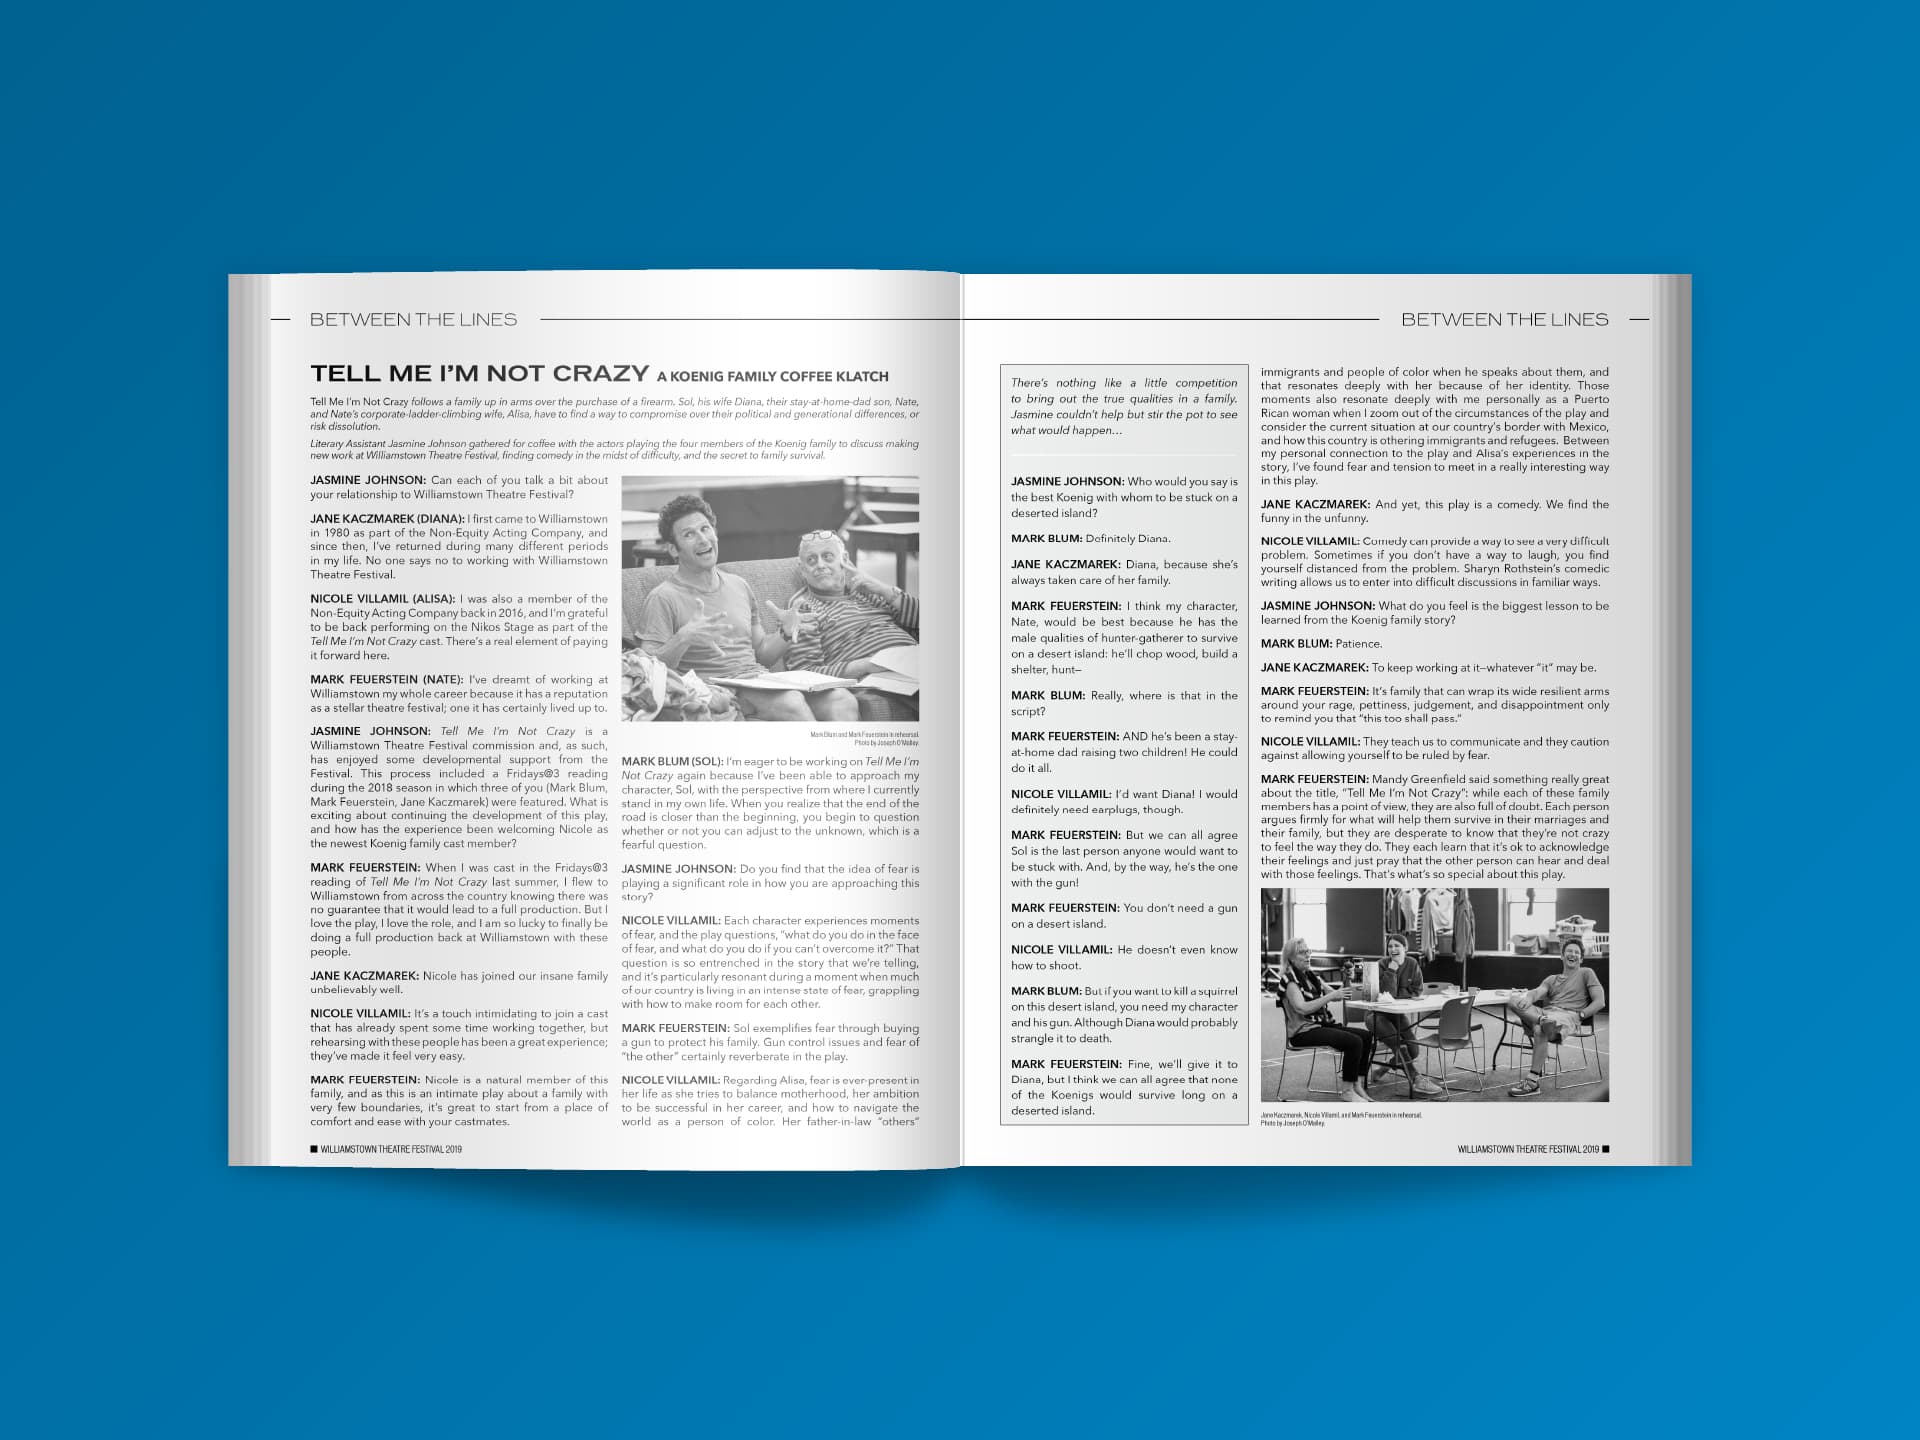 BETWEEN THE LINES
TELL ME I'M NOT CRAZY A KOENIG FAMILY COFFEE KLATCH
Tell Me I'm Not Crazy follows a family up in arms over the purchase of a firearm. Sol, his wife Diana, their stay-at-home-dad son, Nate,
and Nate's corporate-ladder-climbing wife, Alisa, have to find a way to compromise over their political and generational differences, or
risk dissolution.
Literary Assistant Jasmine Johnson gathered for coffee with the actors playing the four members of the Koenig family to discuss making
new work at Williamstown Theatre Festival, finding comedy in the midst of difficulty, and the secret to family survival.
JASMINE JOHNSON: Can each of you talk a bit about
your relationship to Williamstown Theatre Festival?
JANE KACZMAREK (DIANA): I first came to Williamstown
in 1980 as part of the Non-Equity Acting Company, and
since then, I've returned during many different periods
in my life. No one says no to working with Williamstown
Theatre Festival.
NICOLE VILLAMIL (ALISA): I was also a member of the
Non-Equity Acting Company back in 2016, and I'm grateful
to be back performing on the Nikos Stage as part of the
Tell Me I'm Not Crazy cast. There's a real element of paying
it forward here.
MARK FEUERSTEIN (NATE): I've dreamt of working at
Williamstown my whole career because it has a reputation
as a stellar theatre festival; one it has certainly lived up to.
JASMINE JOHNSON: Tell Me I'm Not Crazy is a
Williamstown Theatre Festival commission and, as such,
has enjoyed some developmental support from the
Festival. This process included a Fridays@3 reading
during the 2018 season in which three of you (Mark Blum,
Mark Feuerstein, Jane Kaczmarek) were featured. What is
exciting about continuing the development of this play,
and how has the experience been welcoming Nicole as
the newest Koenig family cast member?
MARK FEUERSTEIN: When I was cast in the Fridays@3
reading of Tell Me I'm Not Crazy last summer, I flew to
Williamstown from across the country knowing there was
no guarantee that it would lead to a full production. But I
love the play, I love the role, and I am so lucky to finally be
doing a full production back at Williamstown with these
people.
JANE KACZMAREK: Nicole has joined our insane family
unbelievably well.
NICOLE VILLAMIL: It's a touch intimidating to join a cast
that has already spent some time working together, but
rehearsing with these people has been a great experience;
they've made it feel very easy.
MARK FEUERSTEIN: Nicole is a natural member of this
family, and as this is an intimate play about a family with
very few boundaries, it's great to start from a place of
comfort and ease with your castmates.
Mark Blum and Mark Feuerstein in rehearsal.
Photo by Joseph O'Malley.
MARK BLUM (SOL): I'm eager to be working on Tell Me I'm
Not Crazy again because I've been able to approach my
character, Sol, with the perspective from where I currently
stand in my own life. When you realize that the end of the
road is closer than the beginning, you begin to question
whether or not you can adjust to the unknown, which is a
fearful question.
JASMINE JOHNSON: Do you find that the idea of fear is
playing a significant role in how you are approaching this
story?
NICOLE VILLAMIL: Each character experiences moments
of fear, and the play questions, "what do you do in the face
of fear, and what do you do if you can't overcome it?" That
question is so entrenched in the story that we're telling,
and it's particularly resonant during a moment when much
of our country is living in an intense state of fear, grappling
with how to make room for each other.
MARK FEUERSTEIN: Sol exemplifies fear through buying
a gun to protect his family. Gun control issues and fear of
"the other" certainly reverberate in the play.
NICOLE VILLAMIL: Regarding Alisa, fear is ever-present in
her life as she tries to balance motherhood, her ambition
to be successful in her career, and how to navigate the
world as a person of color. Her father-in-law "others"
■ WILLIAMSTOWN THEATRE FESTIVAL 2019
BETWEEN THE LINES
There's nothing like a little competition
to bring out the true qualities in a family.
Jasmine couldn't help but stir the pot to see
what would happen...
JASMINE JOHNSON: Who would you say is
the best Koenig with whom to be stuck on a
deserted island?
MARK BLUM: Definitely Diana.
JANE KACZMAREK: Diana, because she's
always taken care of her family.
MARK FEUERSTEIN: I think my character,
Nate, would be best because he has the
male qualities of hunter-gatherer to survive
on a desert island: he'll chop wood, build a
shelter, hunt—
MARK BLUM: Really, where is that in the
script?
MARK FEUERSTEIN: AND he's been a stay-
at-home dad raising two children! He could
do it all.
NICOLE VILLAMIL: I'd want Diana! I would
definitely need earplugs, though.
MARK FEUERSTEIN: But we can all agree
Sol is the last person anyone would want to
be stuck with. And, by the way, he's the one
with the gun!
MARK FEUERSTEIN: You don't need a gun
on a desert island.
NICOLE VILLAMIL: He doesn't even know
how to shoot.
MARK BLUM: But if you want to kill a squirrel
on this desert island, you need my character
and his gun. Although Diana would probably
strangle it to death.
MARK FEUERSTEIN: Fine, we'll give it to
Diana, but I think we can all agree that none
of the Koenigs would survive long on a
deserted island.
immigrants and people of color when he speaks about them, and
that resonates deeply with her because of her identity. Those
moments also resonate deeply with me personally as a Puerto
Rican woman when I zoom out of the circumstances of the play and
consider the current situation at our country's border with Mexico,
and how this country is othering immigrants and refugees. Between
my personal connection to the play and Alisa's experiences in the
story, I've found fear and tension to meet in a really interesting way
in this play.
JANE KACZMAREK: And yet, this play is a comedy. We find the
funny in the unfunny.
NICOLE VILLAMIL: Comedy can provide a way to see a very difficult
problem. Sometimes if you don't have a way to laugh, you find
yourself distanced from the problem. Sharyn Rothstein's comedic
writing allows us to enter into difficult discussions in familiar ways.
JASMINE JOHNSON: What do you feel is the biggest lesson to be
learned from the Koenig family story?
MARK BLUM: Patience.
JANE KACZMAREK: To keep working at it—whatever "it" may be.
MARK FEUERSTEIN: It's family that can wrap its wide resilient arms
around your rage, pettiness, judgement, and disappointment only
to remind you that "this too shall pass."
NICOLE VILLAMIL: They teach us to communicate and they caution
against allowing yourself to be ruled by fear.
MARK FEUERSTEIN: Mandy Greenfield said something really great
about the title, "Tell Me I'm Not Crazy": while each of these family
members has a point of view, they are also full of doubt. Each person
argues firmly for what will help them survive in their marriages and
their family, but they are desperate to know that they're not crazy
to feel the way they do. They each learn that it's ok to acknowledge
their feelings and just pray that the other person can hear and deal
with those feelings. That's what's so special about this play.
Jane Kaczmarek, Nicole Villamil, and Mark Feuerstein in rehearsal.
Photo by Joseph O'Malley.
WILLIAMSTOWN THEATRE FESTIVAL 2019 ■